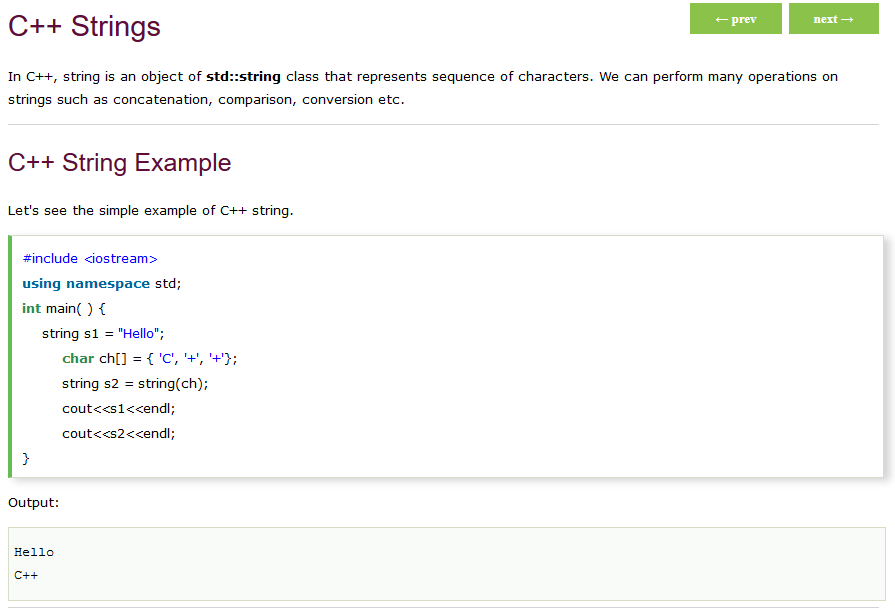 C++ Strings
← prev
next →
In C++, string is an object of std::string class that represents sequence of characters. We can perform many operations on
strings such as concatenation, comparison, conversion etc.
C++ String Example
Let's see the simple example of C++ string.
#include <iostream>
using namespace std;
int main( ) {
string s1 = "Hello";
char ch[] = { 'C', '+', '+'};
string s2 = string(ch);
cout<<s1<<endl;
cout<<s2<<endl;
}
Output:
Hello
C++